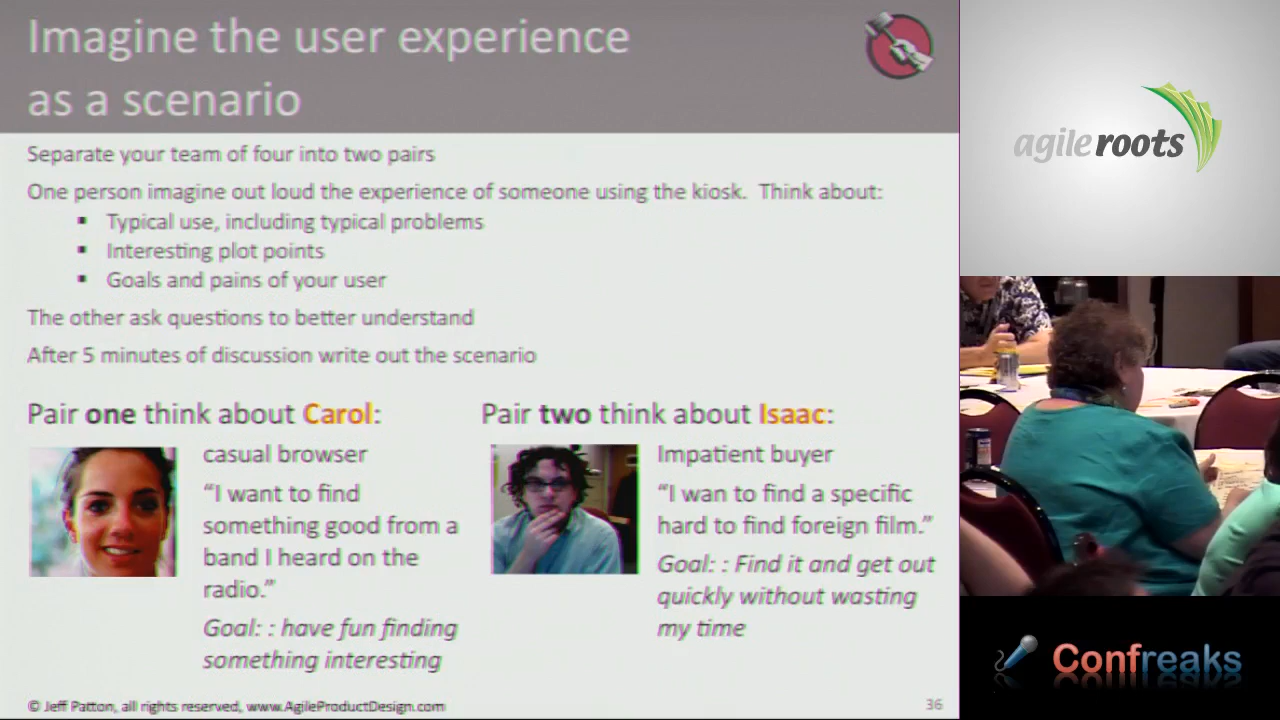 Imagine the user experience
as a scenario
Separate your team of four into two pairs
One person imagine out loud the experience of someone using the kiosk. Think about:
▪ Typical use, including typical problems
▪ Interesting plot points
▪ Goals and pains of your user
The other ask questions to better understand
After 5 minutes of discussion write out the scenario
Pair one think about Carol:
casual browser
“I want to find
something good from a
band I heard on the
radio.”
Goal: : have fun finding
something interesting
Pair two think about Isaac:
Impatient buyer
“I wan to find a specific
hard to find foreign film.”
Goal: : Find it and get out
quickly without wasting
my time
© Jeff Patton, all rights reserved, www.AgileProductDesign.com
36
agile roots
Confreaks